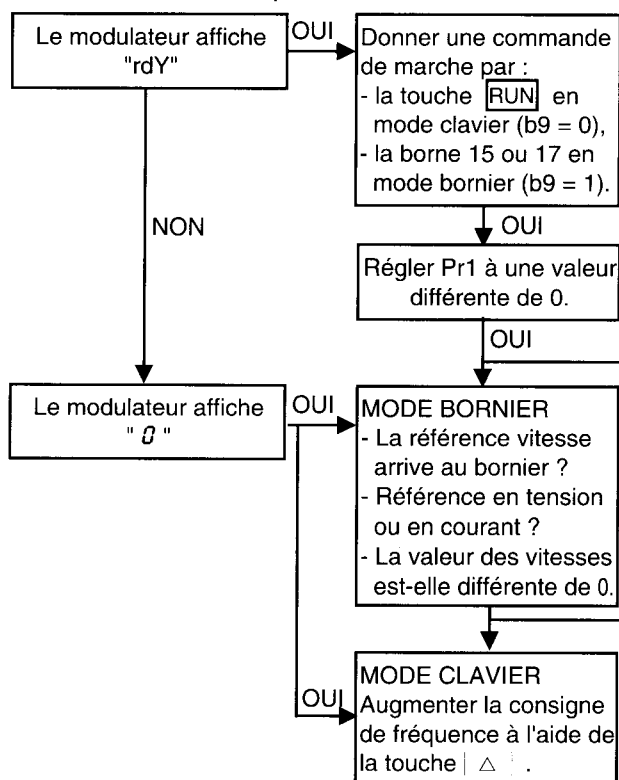 Le modulateur affiche
"rdY"
OUI
Donner une commande
de marche par :
- la touche RUN en
mode clavier (b9 = 0),
- la borne 15 ou 17 en
mode bornier (b9 = 1).
NON
OUI
Régler Pr1 à une valeur
différente de 0.
OUI
Le modulateur affiche
" 0 "
OUI
MODE BORNIER
- La référence vitesse
arrive au bornier ?
- Référence en tension
ou en courant ?
- La valeur des vitesses
est-elle différente de 0.
OUI
MODE CLAVIER
Augmenter la consigne
de fréquence à l'aide de
la touche △ .